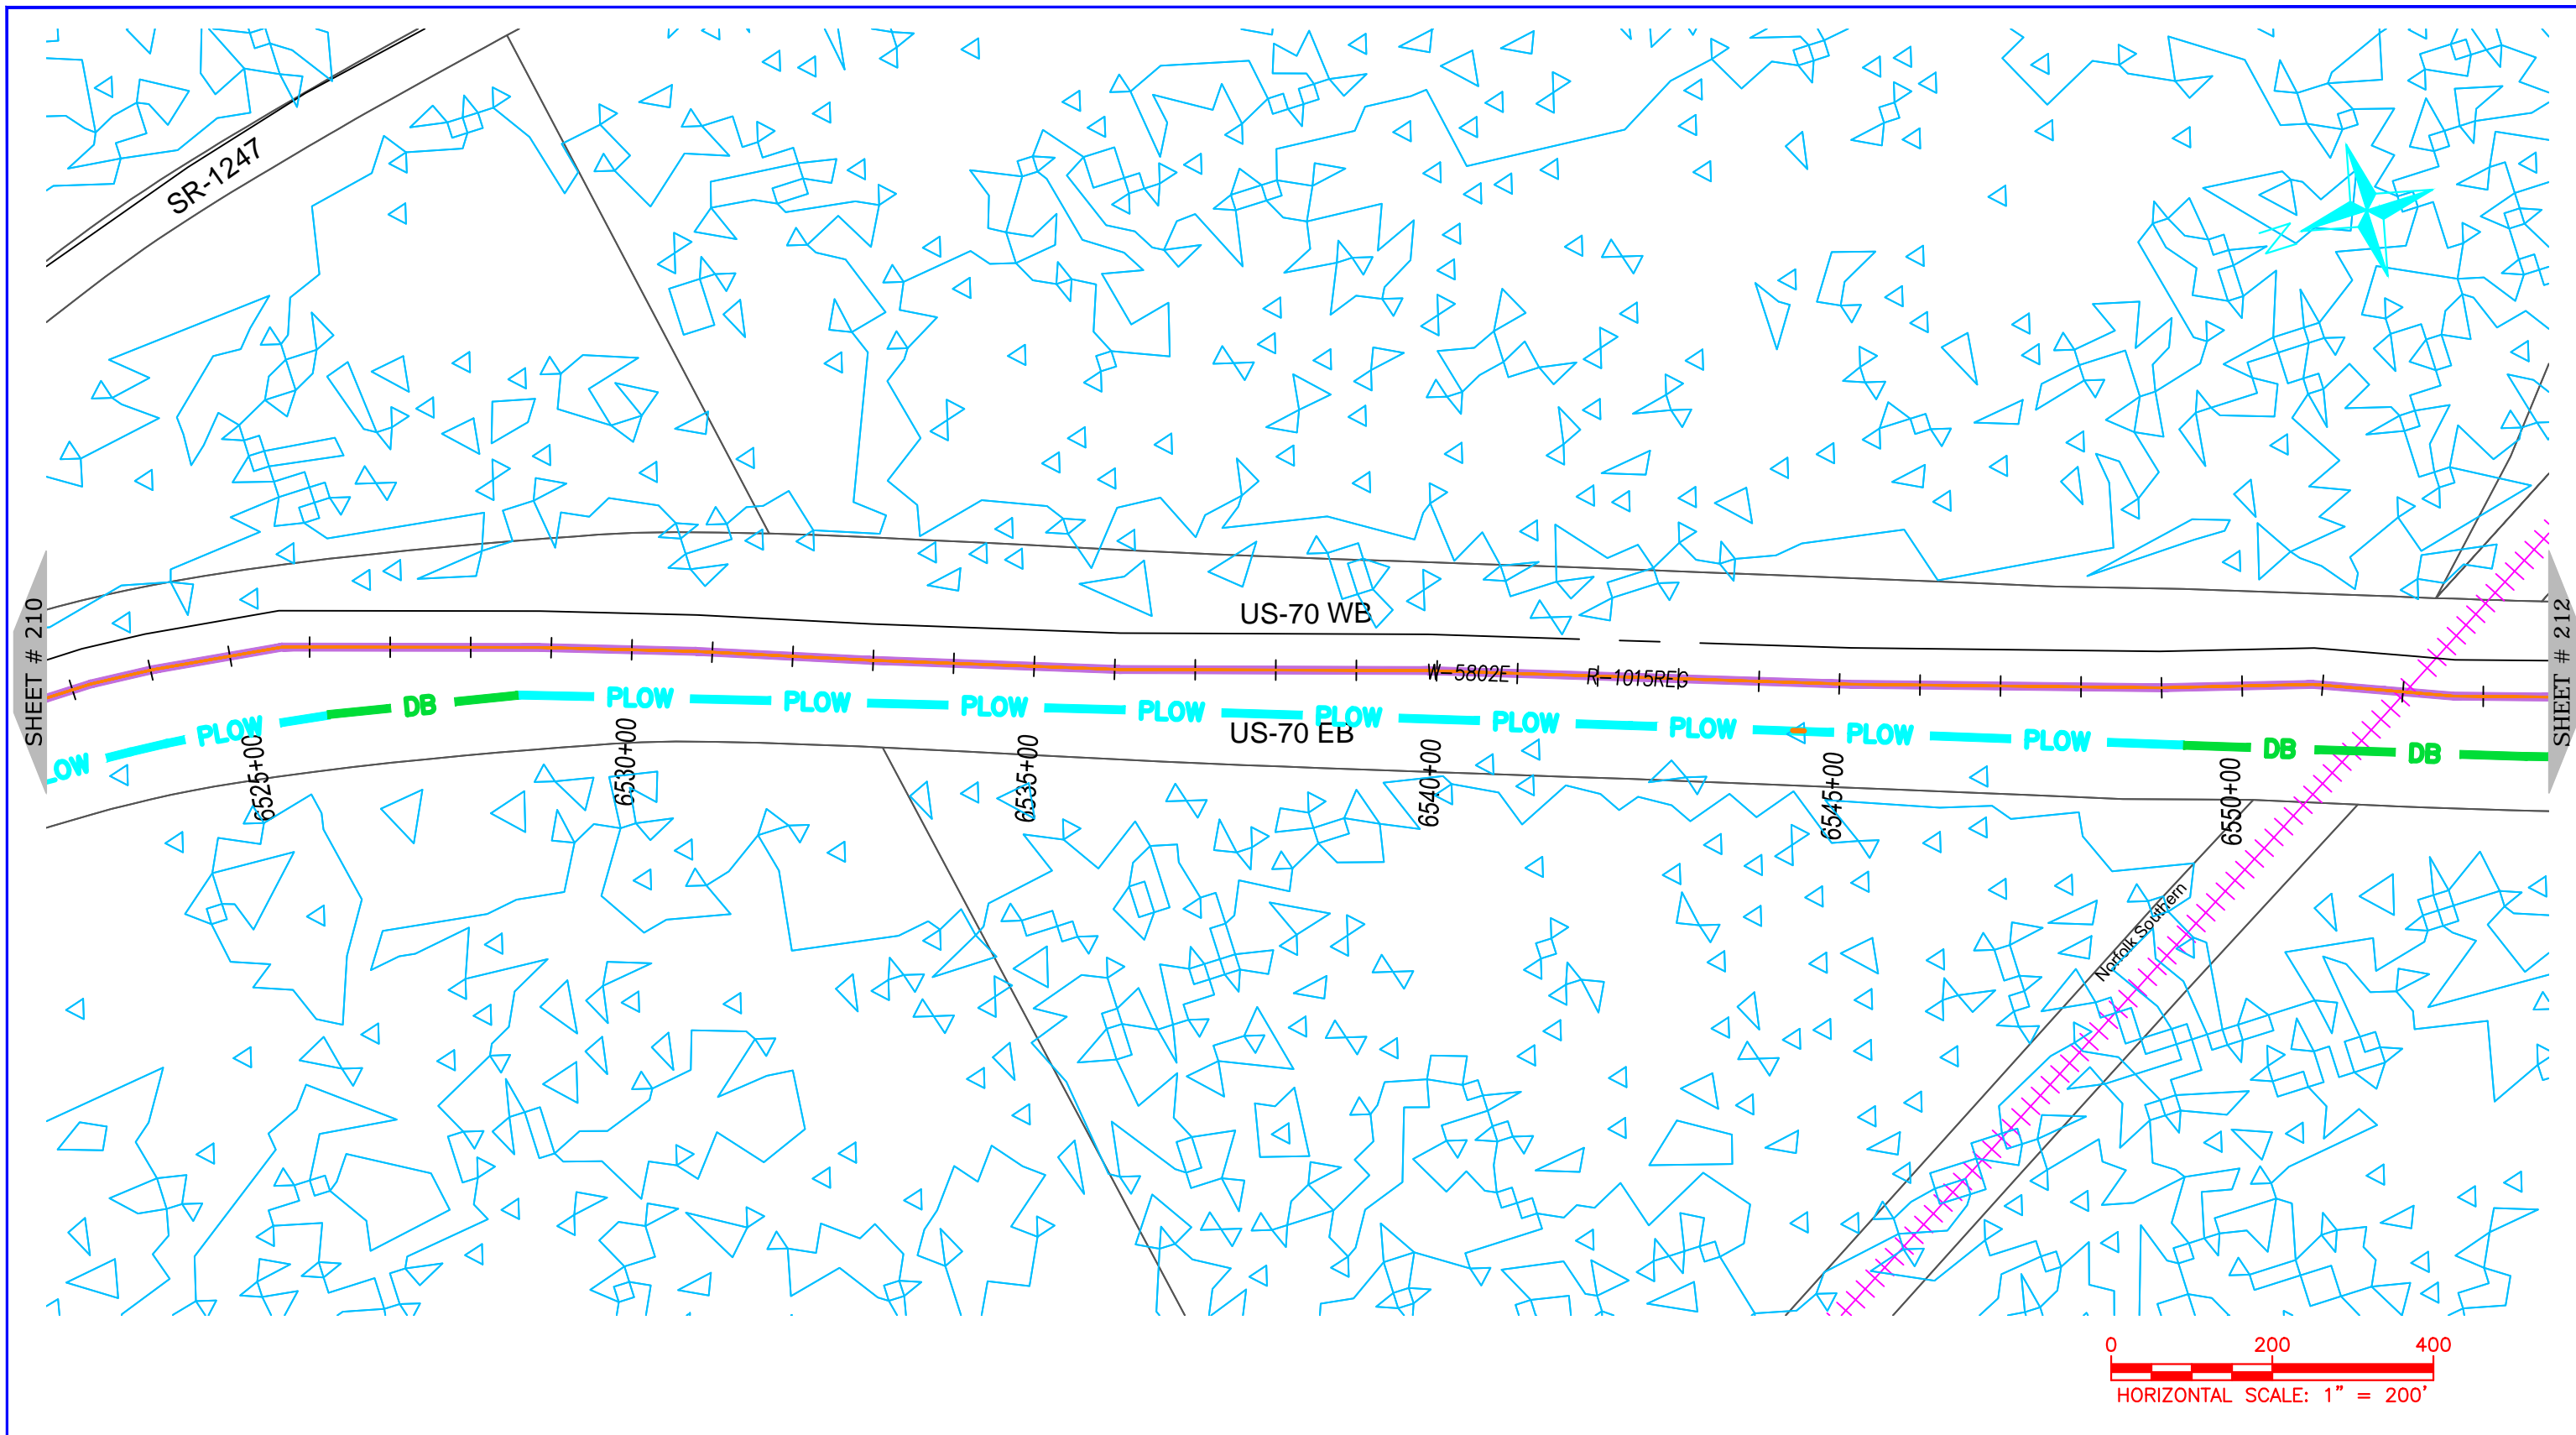 SR-1247
SHEET # 210
SHEET # 212
US-70 WB
W-5802E
R-1015REG
LOW
PLOW
DB
PLOW
PLOW
PLOW
PLOW
PLOW
PLOW
PLOW
PLOW
PLOW
DB
DB
US-70 EB
6525+00
6530+00
6535+00
6540+00
6545+00
6550+00
Norfolk Southern
0 200 400
HORIZONTAL SCALE: 1" = 200'